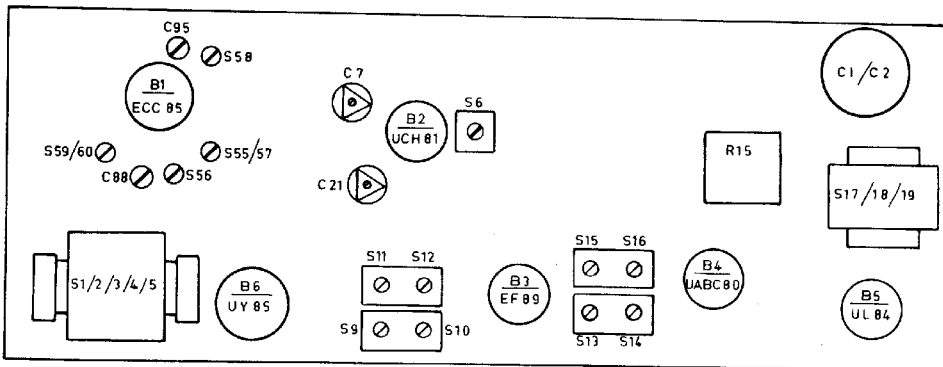 C95
S58
B1
ECC 85
S59/60
S55/57
C88
S56
C 7
B2
UCH 81
S6
C 21
C1/C2
R15
S17/18/19
S1/2/3/4/5
B6
UY 85
S11 S12
S9 S10
B3
EF 89
S15 S16
S13 S14
B4
UABC 80
B5
UL 84